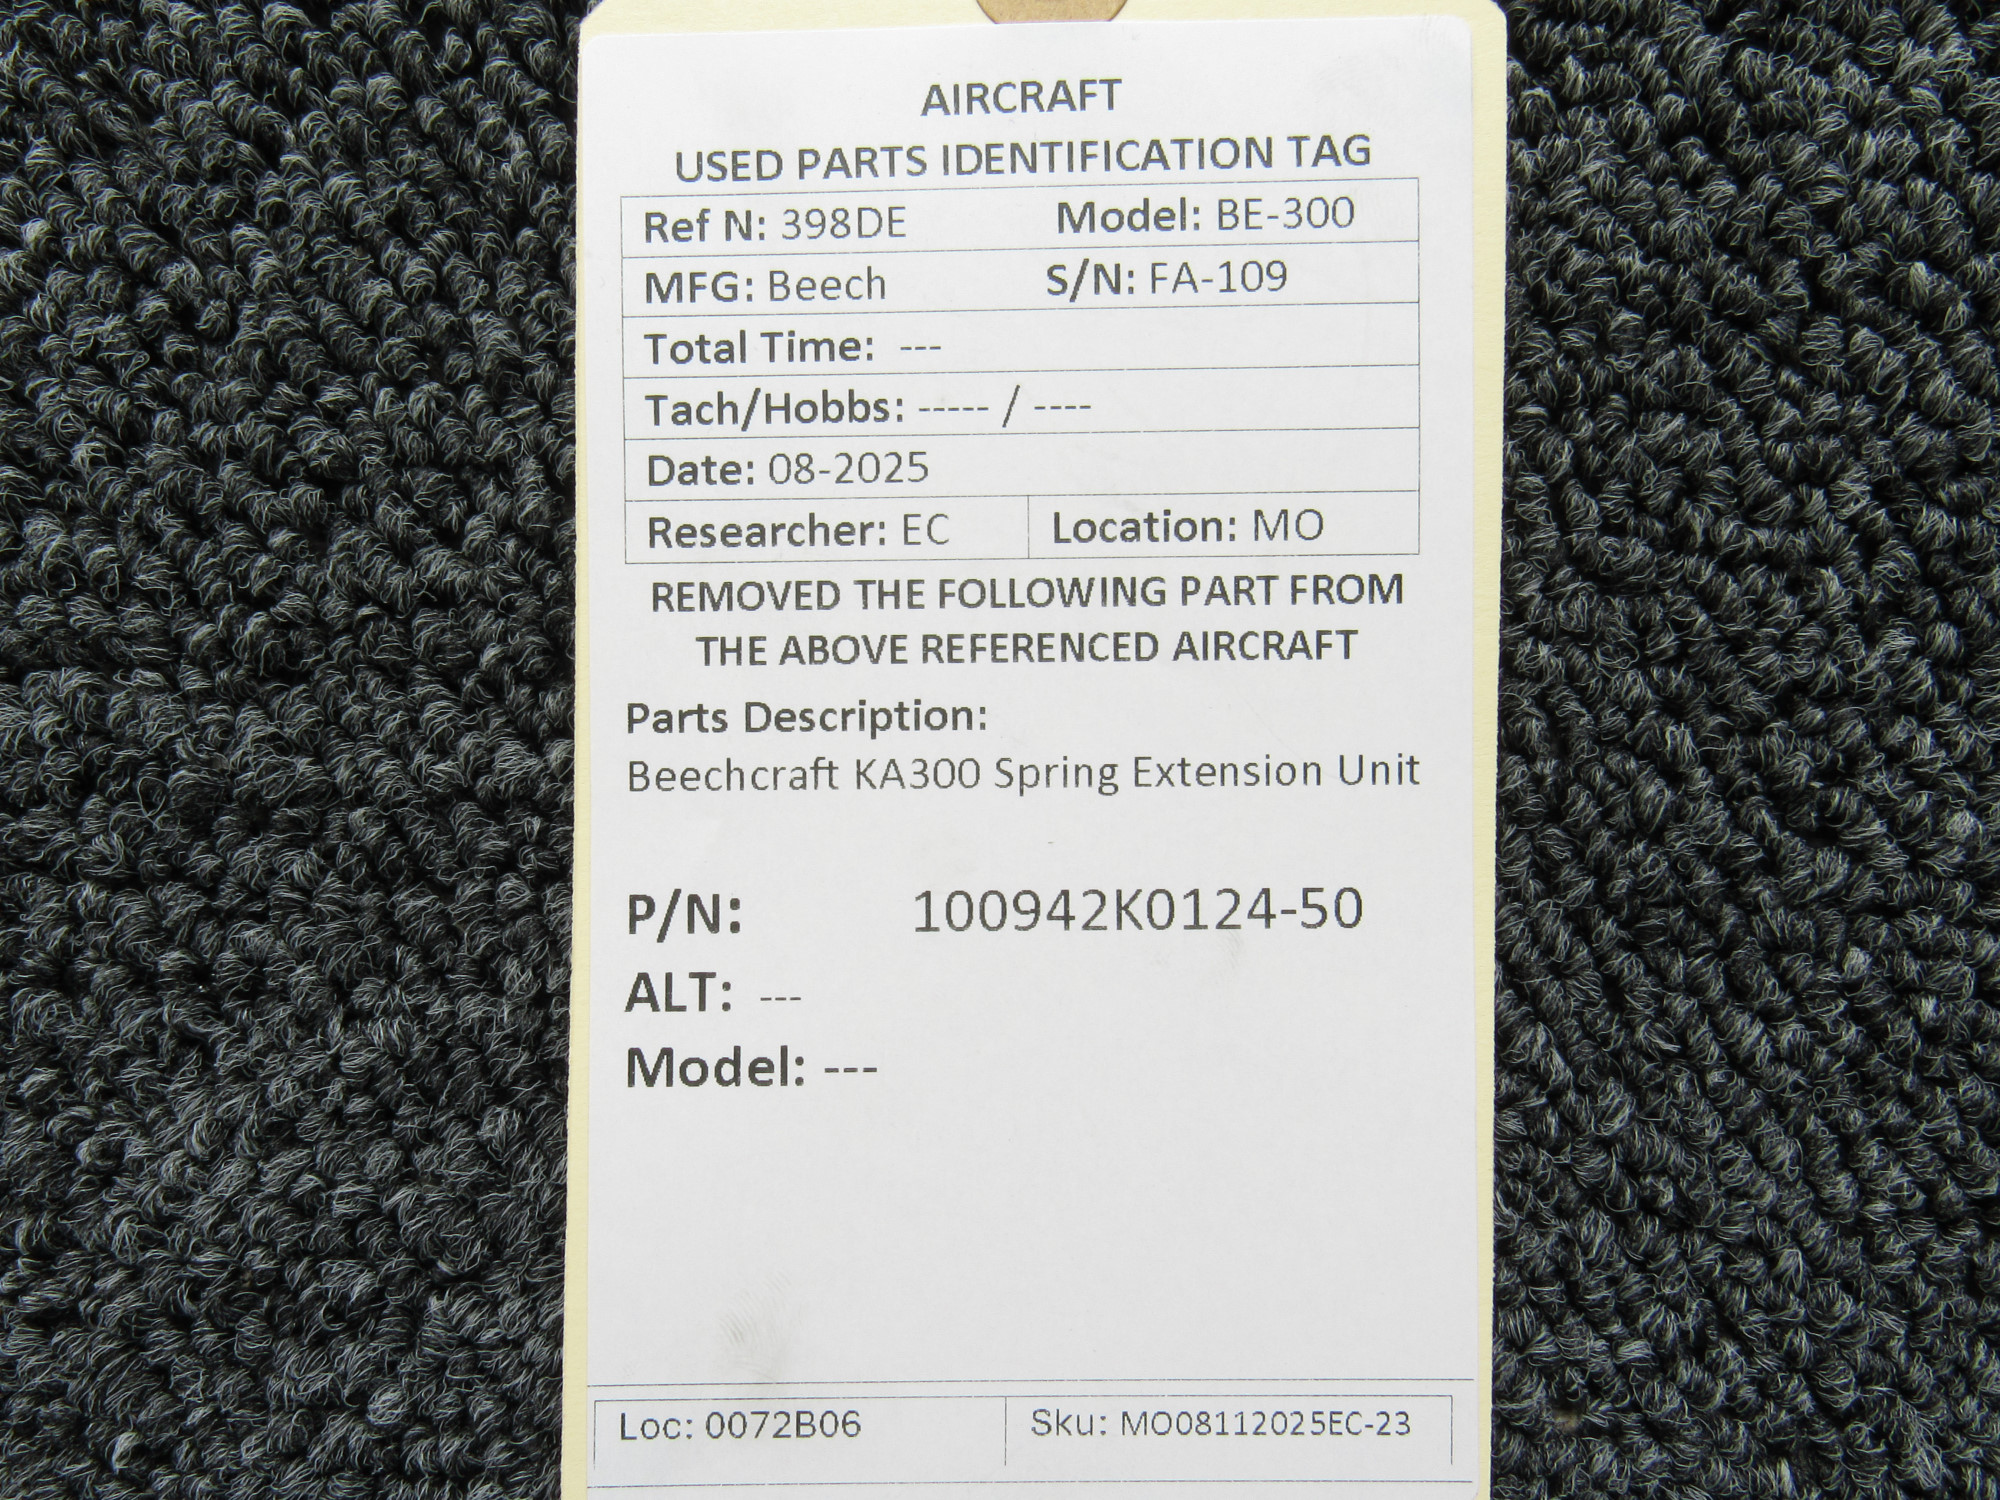 AIRCRAFT
USED PARTS IDENTIFICATION TAG
Ref N: 398DE Model: BE-300
MFG: Beech S/N: FA-109
Total Time: ---
Tach/Hobbs: ----- / ----
Date: 08-2025
Researcher: EC Location: MO
REMOVED THE FOLLOWING PART FROM
THE ABOVE REFERENCED AIRCRAFT
Parts Description:
Beechcraft KA300 Spring Extension Unit
P/N: 100942K0124-50
ALT: ---
Model: ---
Loc: 0072B06 Sku: MO08112025EC-23